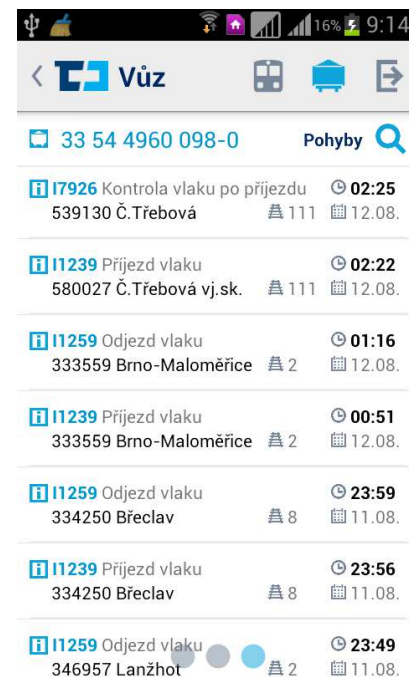 16% 9:14
Vůz
33 54 4960 098-0 Pohyby
I7926 Kontrola vlaku po příjezdu 02:25
539130 Č.Třebová 111 12.08.
I1239 Příjezd vlaku 02:22
580027 Č.Třebová vj.sk. 111 12.08.
I1259 Odjezd vlaku 01:16
333559 Brno-Maloměřice 2 12.08.
I1239 Příjezd vlaku 00:51
333559 Brno-Maloměřice 2 12.08.
I1259 Odjezd vlaku 23:59
334250 Břeclav 8 11.08.
I1239 Příjezd vlaku 23:56
334250 Břeclav 8 11.08.
I1259 Odjezd vlaku 23:49
346957 Lanžhot 2 11.08.